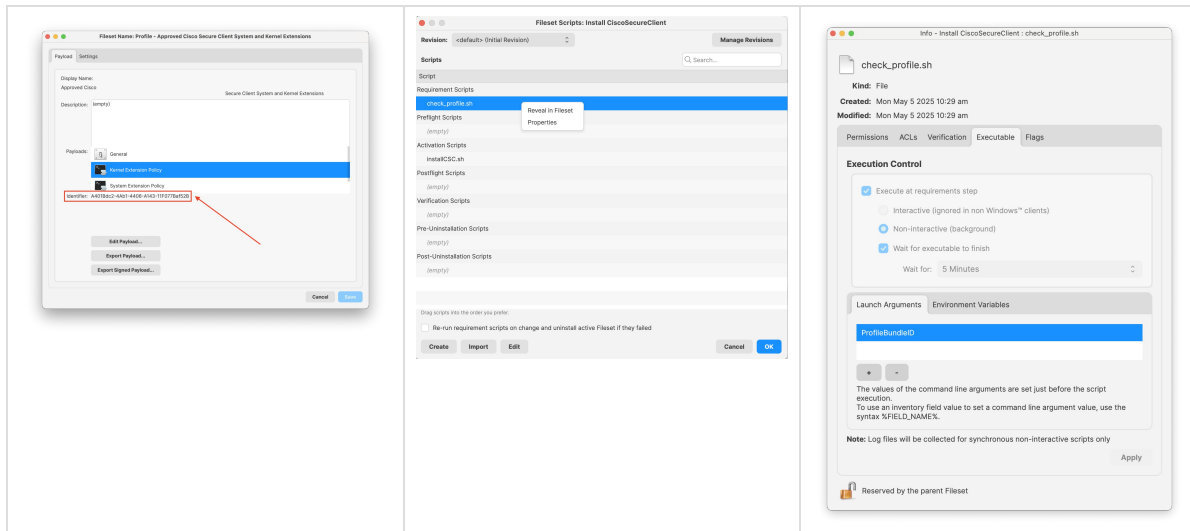 Fileset Name: Profile - Approved Cisco Secure Client System and Kernel Extensions
Payload Settings
Display Name:
Approved Cisco
Secure Client System and Kernel Extensions
Description: (empty)
Payloads: General
Kernel Extension Policy
System Extension Policy
Edit Payload...
Export Payload...
Export Signed Payload...
Cancel Save
Fileset Scripts: Install CiscoSecureClient
Revision: <default> (Initial Revision) Manage Revisions
Scripts Search...
Script
Requirement Scripts
check_profile.sh
Reveal in Fileset
Properties
Preflight Scripts
(empty)
Activation Scripts
installCSC.sh
Postflight Scripts
(empty)
Verification Scripts
(empty)
Pre-Uninstallation Scripts
(empty)
Post-Uninstallation Scripts
(empty)
Drag scripts into the order you prefer.
Re-run requirement scripts on change and uninstall active Fileset if they failed
Create Import Edit Cancel OK
Info - Install CiscoSecureClient : check_profile.sh
check_profile.sh
Kind: File
Created: Mon May 5 2025 10:29 am
Modified: Mon May 5 2025 10:29 am
Permissions ACLs Verification Executable Flags
Execution Control
Execute at requirements step
Interactive (ignored in non Windows™ clients)
Non-interactive (background)
Wait for executable to finish
Wait for: 5 Minutes
Launch Arguments Environment Variables
ProfileBundleID
+ -
The values of the command line arguments are set just before the script
execution.
To use an inventory field value to set a command line argument value, use the
syntax %FIELD_NAME%.
Note: Log files will be collected for synchronous non-interactive scripts only
Apply
Reserved by the parent Fileset